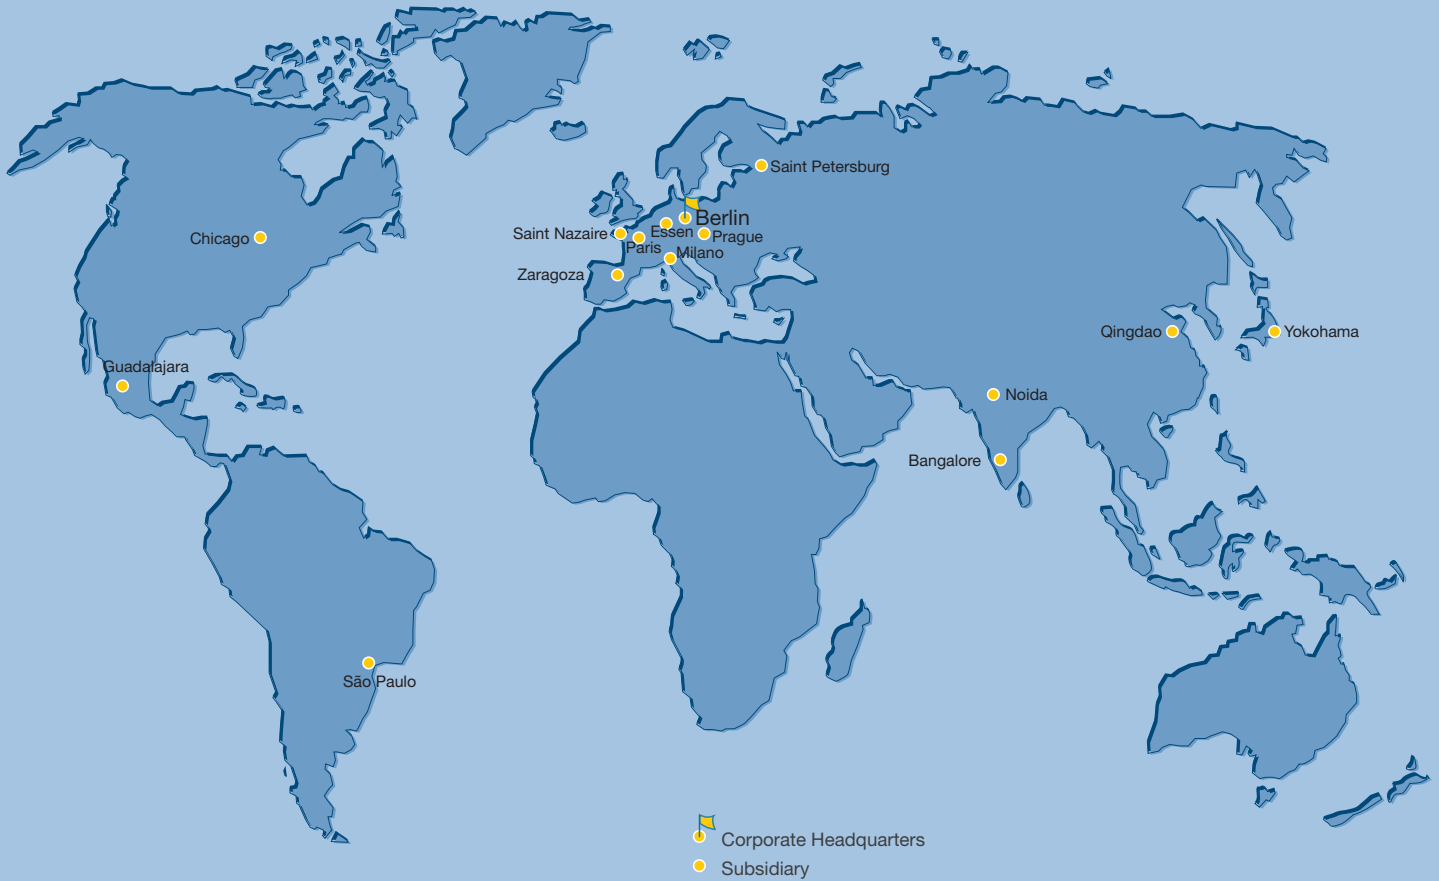 Saint Petersburg
Berlin
Chicago
Saint Nazaire
Essen
Prague
Paris
Milano
Zaragoza
Qingdao
Yokohama
Guadalajara
Noida
Bangalore
São Paulo
Corporate Headquarters
Subsidiary